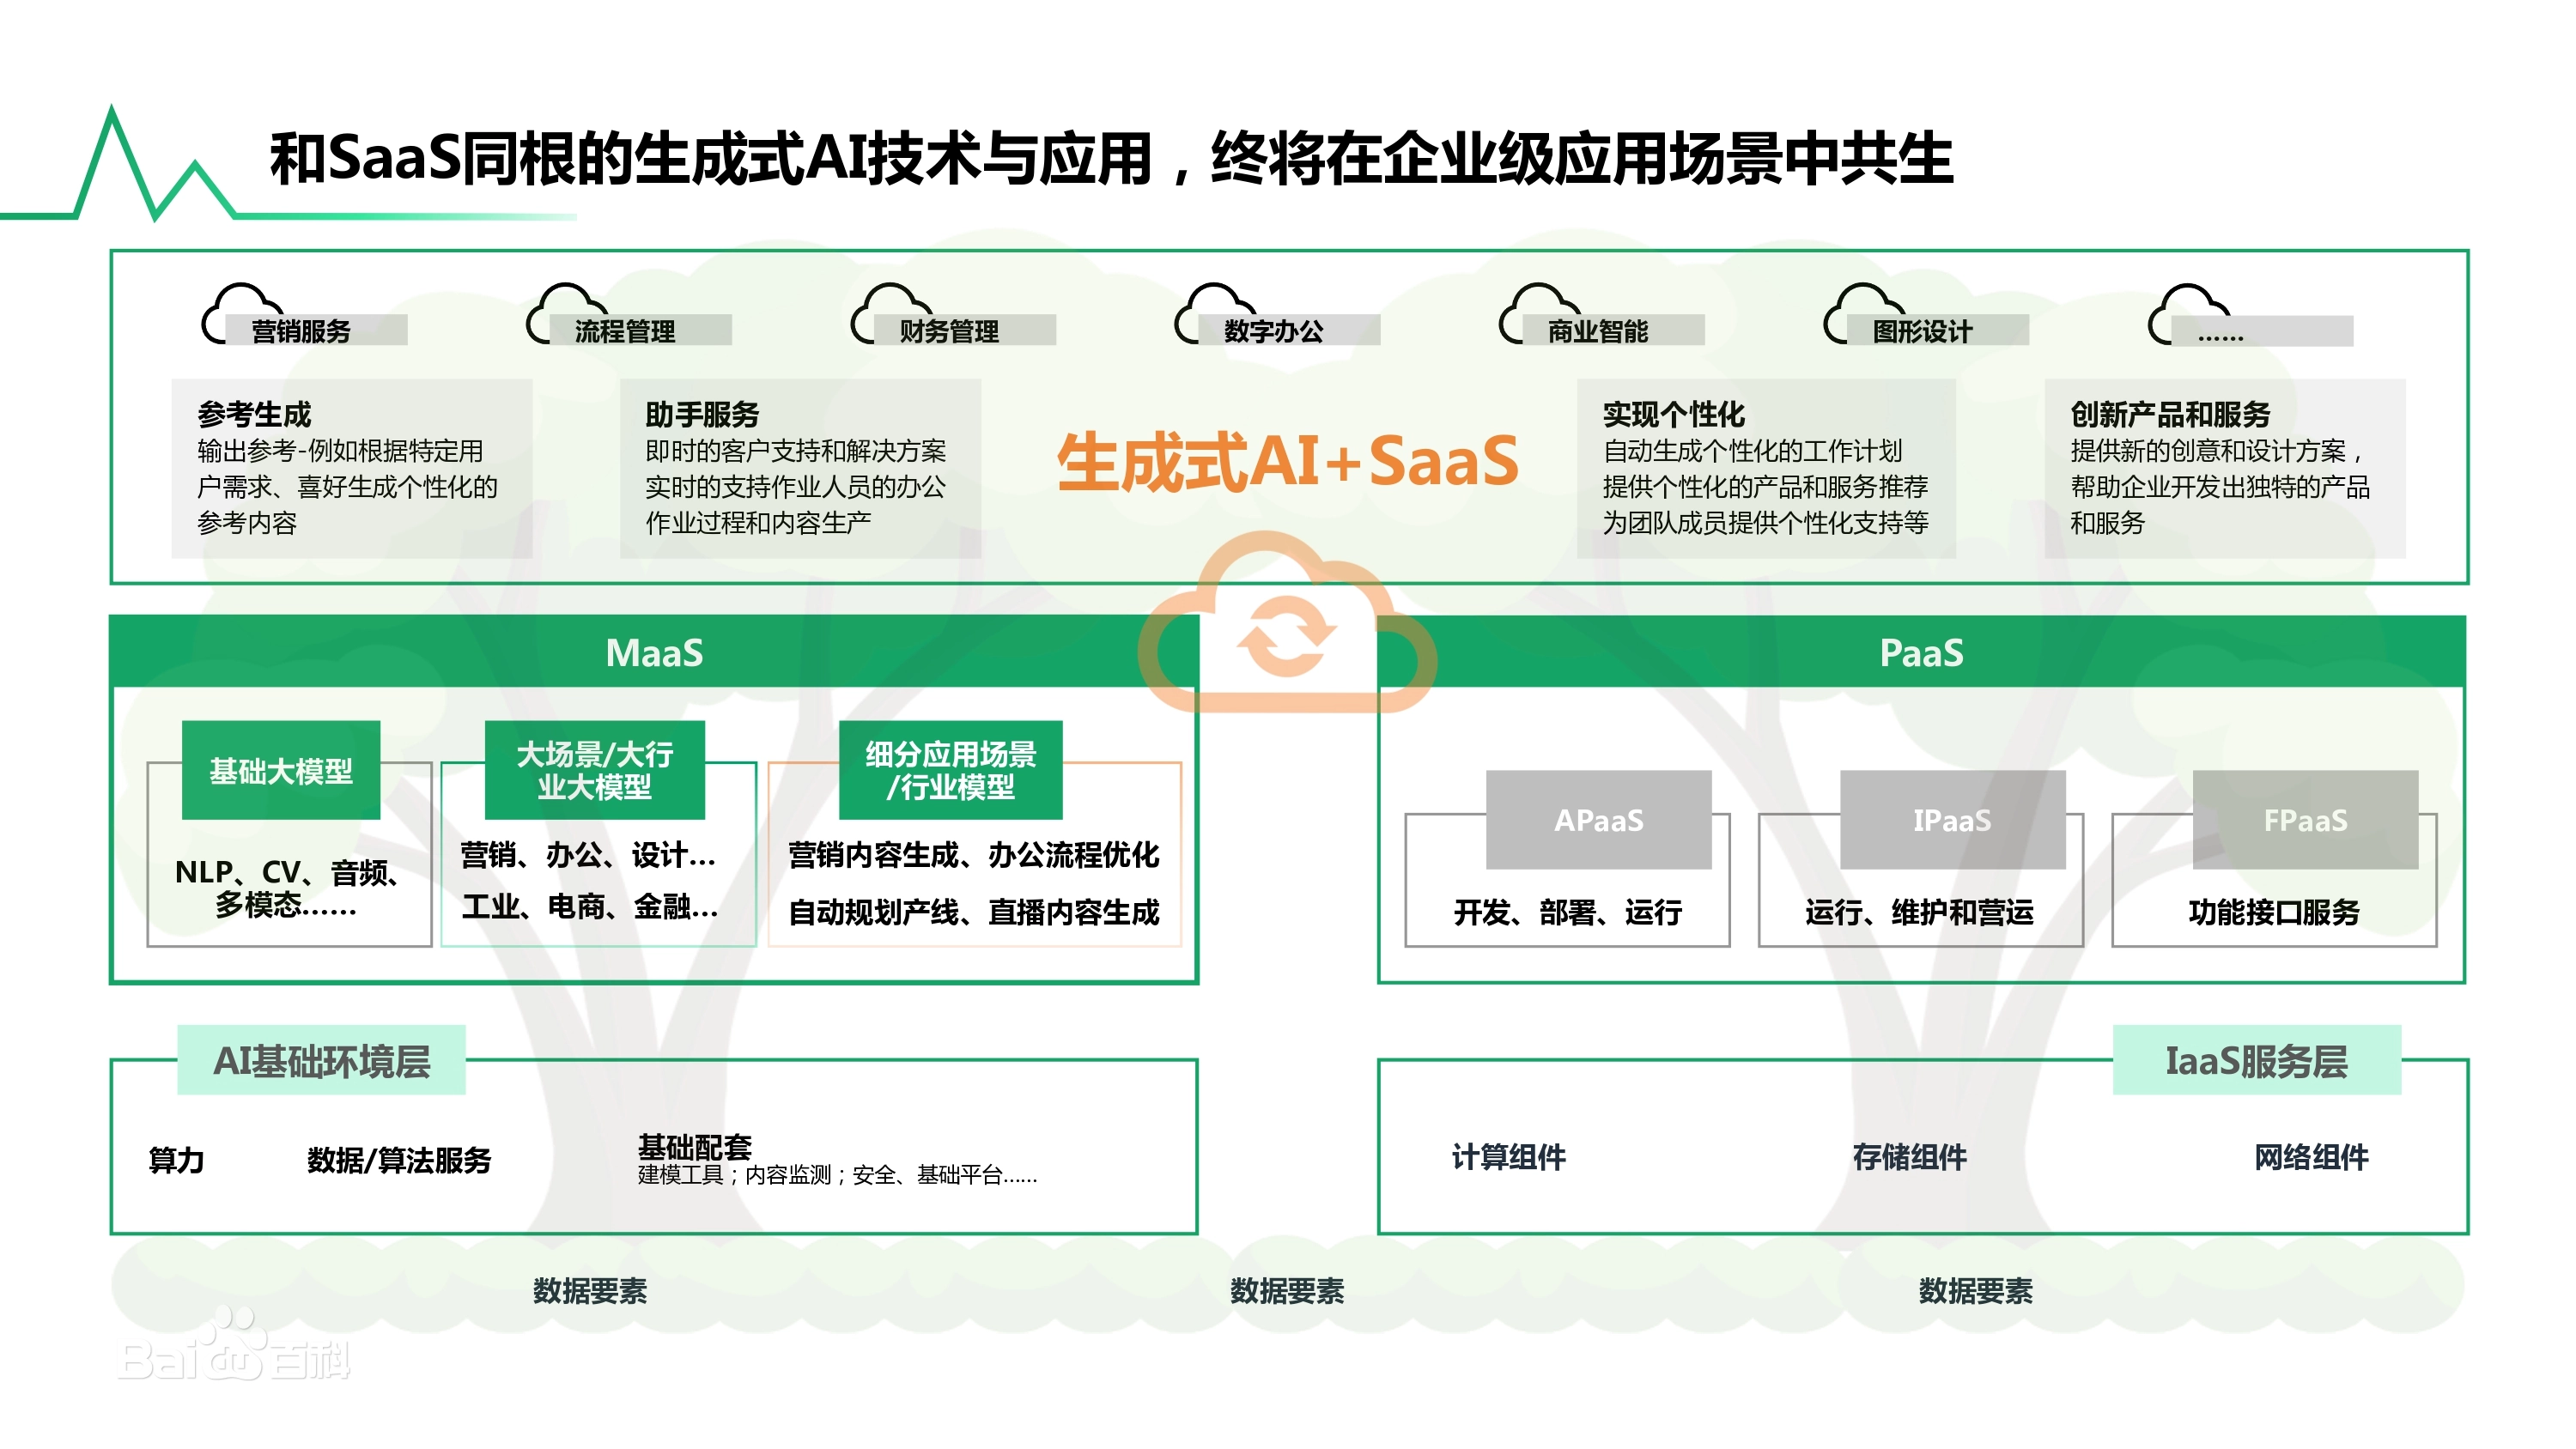 和SaaS同根的生成式AI技术与应用，终将在企业级应用场景中共生
营销服务
流程管理
财务管理
数字办公
商业智能
图形设计
……
参考生成
输出参考-例如根据特定用
户需求、喜好生成个性化的
参考内容
助手服务
即时的客户支持和解决方案
实时的支持作业人员的办公
作业过程和内容生产
生成式AI+SaaS
实现个性化
自动生成个性化的工作计划
提供个性化的产品和服务推荐
为团队成员提供个性化支持等
创新产品和服务
提供新的创意和设计方案，
帮助企业开发出独特的产品
和服务
MaaS
基础大模型
NLP、CV、音频、
多模态……
大场景/大行
业大模型
营销、办公、设计…
工业、电商、金融…
细分应用场景
/行业模型
营销内容生成、办公流程优化
自动规划产线、直播内容生成
PaaS
APaaS
开发、部署、运行
IPaaS
运行、维护和营运
FPaaS
功能接口服务
AI基础环境层
算力
数据/算法服务
基础配套
建模工具；内容监测；安全、基础平台……
IaaS服务层
计算组件
存储组件
网络组件
数据要素
数据要素
数据要素
Bai du 百科